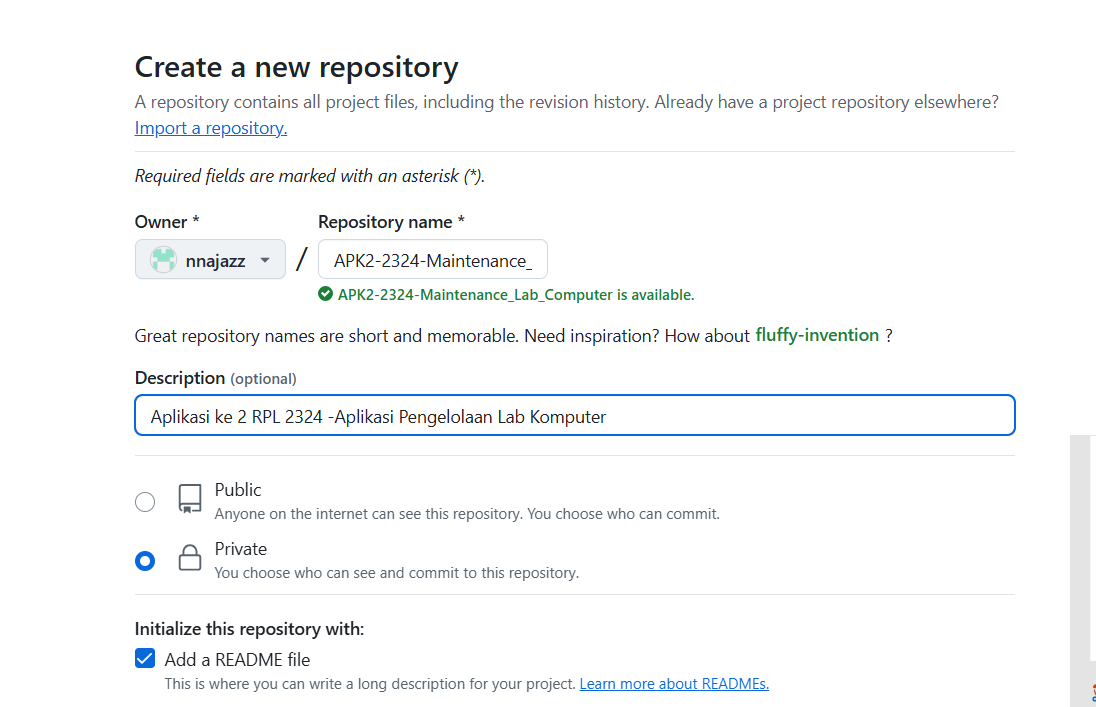 Create a new repository
A repository contains all project files, including the revision history. Already have a project repository elsewhere?
Import a repository.
Required fields are marked with an asterisk (*).
Owner * Repository name *
nnajazz / APK2-2324-Maintenance_
APK2-2324-Maintenance_Lab_Computer is available.
Great repository names are short and memorable. Need inspiration? How about fluffy-invention ?
Description (optional)
Aplikasi ke 2 RPL 2324 -Aplikasi Pengelolaan Lab Komputer
Public
Anyone on the internet can see this repository. You choose who can commit.
Private
You choose who can see and commit to this repository.
Initialize this repository with:
Add a README file
This is where you can write a long description for your project. Learn more about READMEs.